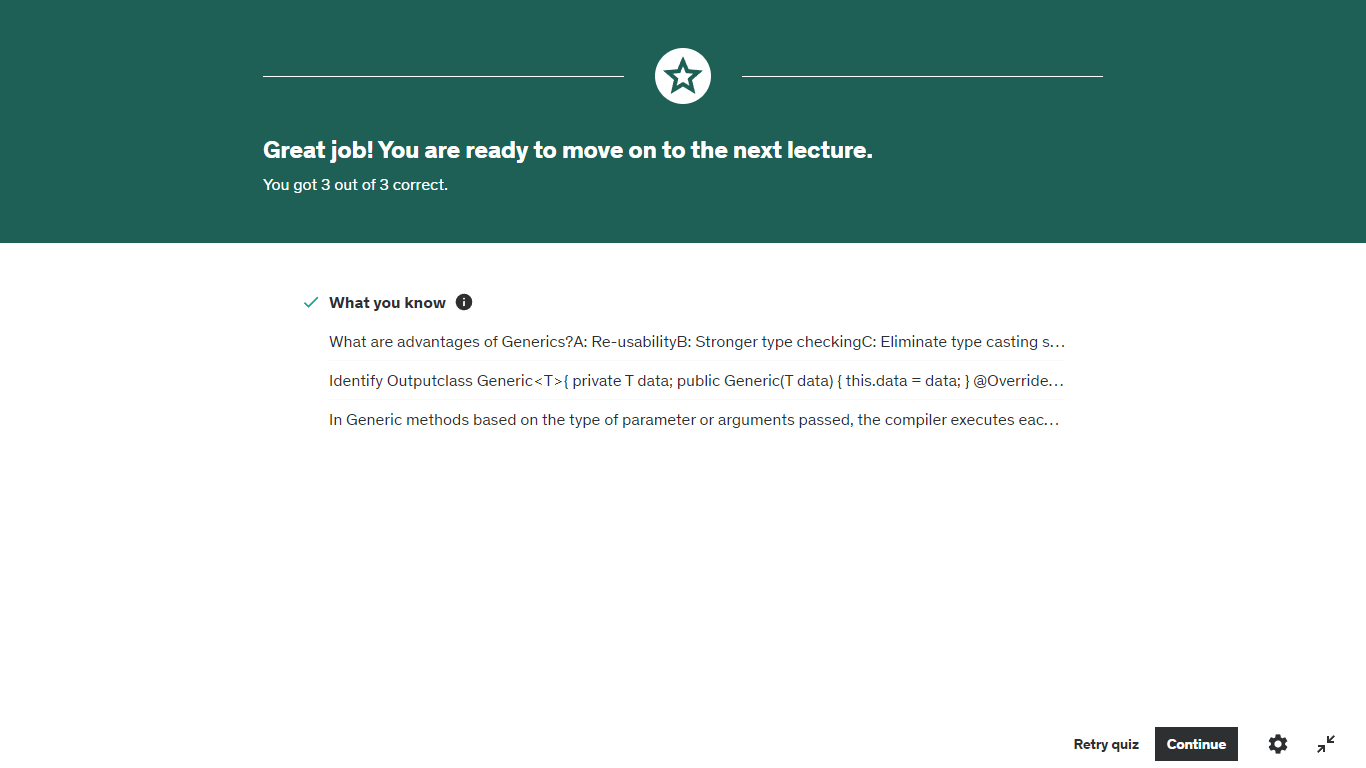 Great job! You are ready to move on to the next lecture.
You got 3 out of 3 correct.
What you know
What are advantages of Generics?A: Re-usabilityB: Stronger type checkingC: Eliminate type casting s…
Identify Outputclass Generic<T>{ private T data; public Generic(T data) { this.data = data; } @Override…
In Generic methods based on the type of parameter or arguments passed, the compiler executes eac…
Retry quiz
Continue